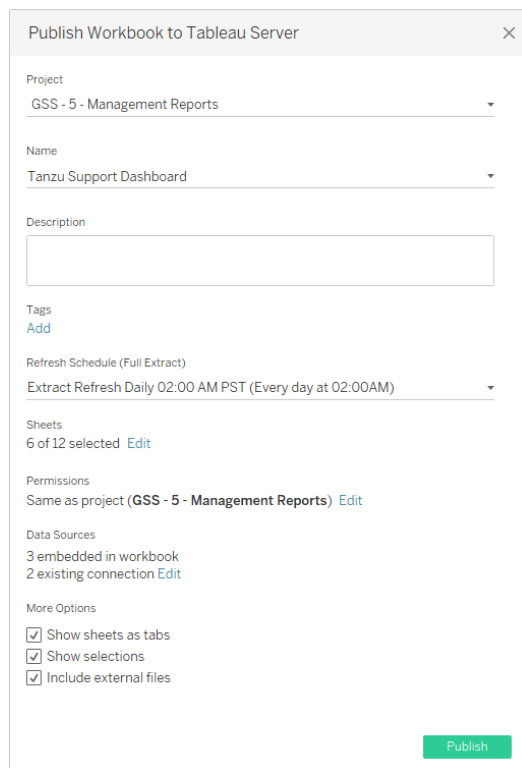 Publish Workbook to Tableau Server
Project
GSS - 5 - Management Reports
Name
Tanzu Support Dashboard
Description
Tags
Add
Refresh Schedule (Full Extract)
Extract Refresh Daily 02:00 AM PST (Every day at 02:00AM)
Sheets
6 of 12 selected Edit
Permissions
Same as project (GSS - 5 - Management Reports) Edit
Data Sources
3 embedded in workbook
2 existing connection Edit
More Options
Show sheets as tabs
Show selections
Include external files
Publish